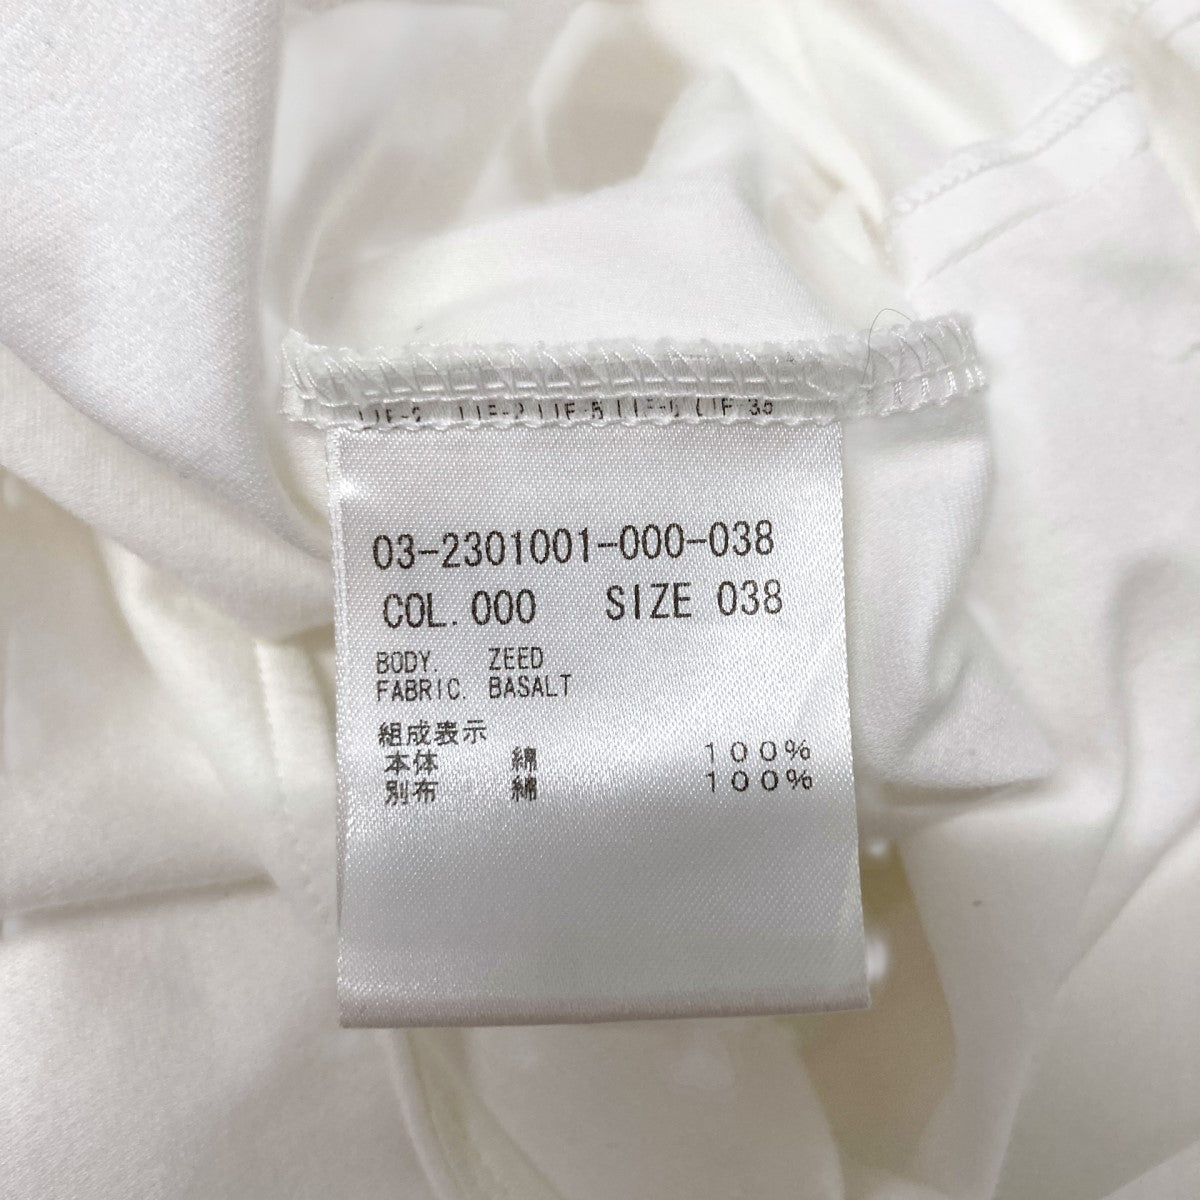 03-2301001-000-038
COL. 000 SIZE 038
BODY. ZEED
FABRIC. BASALT
組成表示
本体 綿 100%
別布 綿 100%